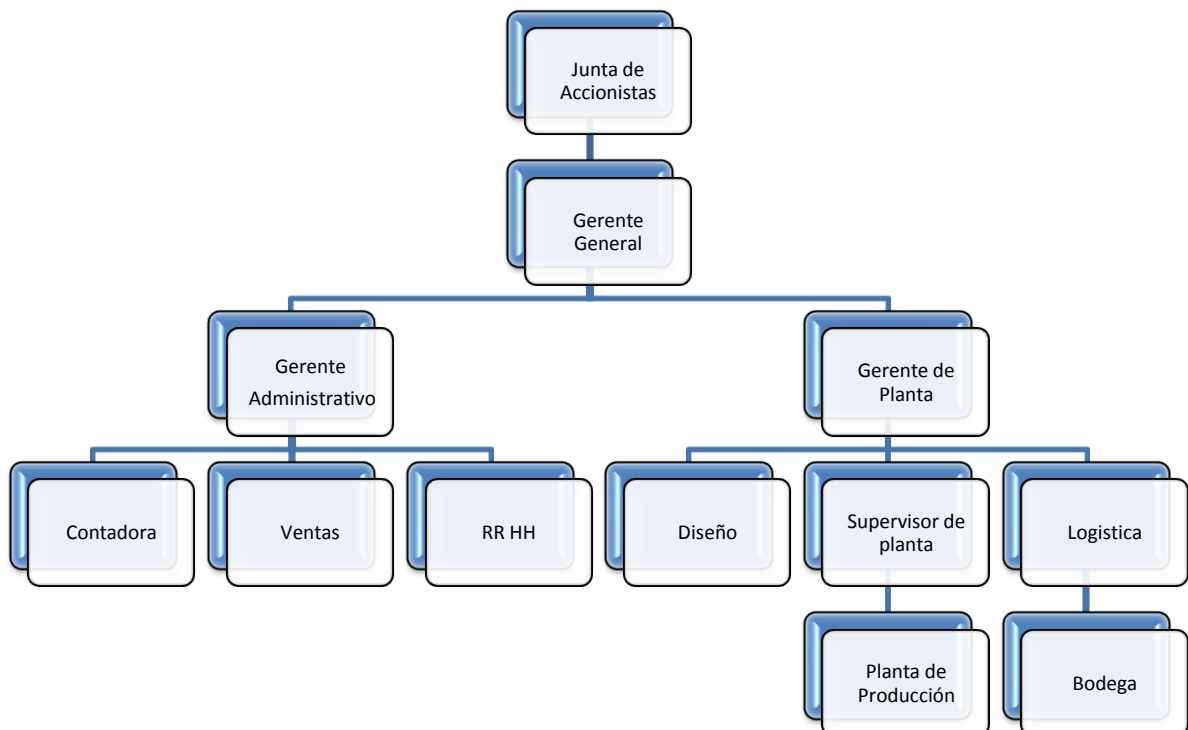 Junta de
Accionistas
Gerente
General
Gerente
Administrativo
Gerente de
Planta
Contadora
Ventas
RR HH
Diseño
Supervisor de
planta
Logistica
Planta de
Producción
Bodega